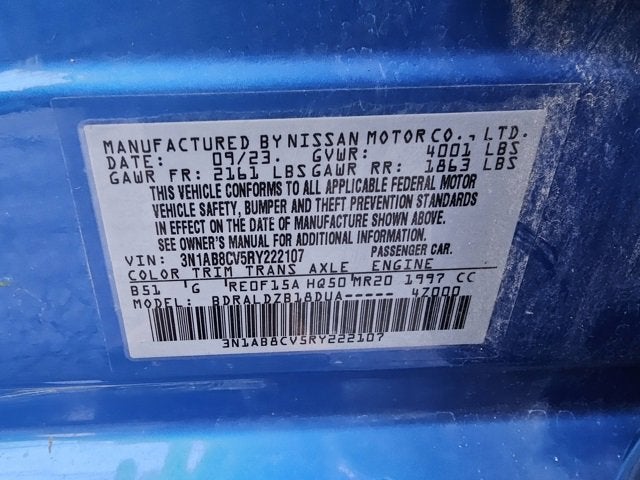 MANUFACTURED BY NISSAN MOTOR CO., LTD.
DATE: 09/23. GVWR: 4001 LBS
GAWR FR: 2161 LBS GAWR RR: 1863 LBS
THIS VEHICLE CONFORMS TO ALL APPLICABLE FEDERAL MOTOR
VEHICLE SAFETY, BUMPER AND THEFT PREVENTION STANDARDS
IN EFFECT ON THE DATE OF MANUFACTURE SHOWN ABOVE.
SEE OWNER'S MANUAL FOR ADDITIONAL INFORMATION.
VIN: 3N1AB8CV5RY222107 PASSENGER CAR.
COLOR TRIM TRANS AXLE ENGINE
B51 G RE0F15A HQ50 MR20 1997 CC
MODEL: BDRALDZB18DUA----- 47000
3N1AB8CV5RY222107